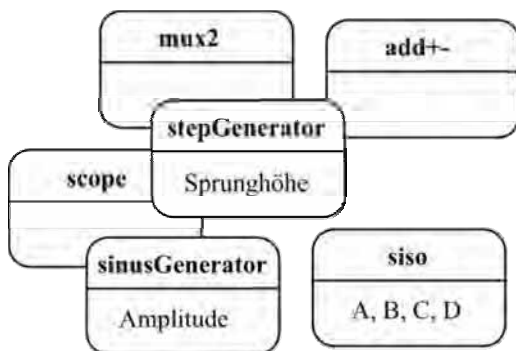 mux2
add+-
stepGenerator
Sprunghöhe
scope
sinusGenerator
Amplitude
siso
A, B, C, D